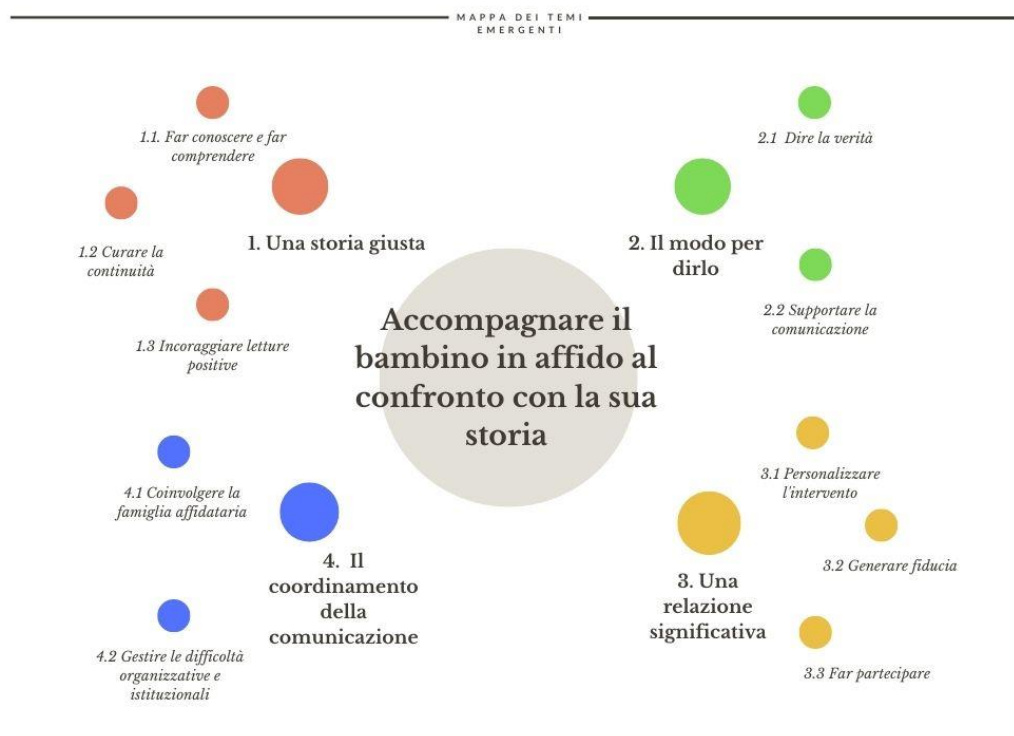 MAPPA DEI TEMI
EMERGENTI
1.1. Far conoscere e far
comprendere
1.2 Curare la
continuità
1. Una storia giusta
1.3 Incoraggiare letture
positive
2.1 Dire la verità
2. Il modo per
dirlo
2.2 Supportare la
comunicazione
Accompagnare il
bambino in affido al
confronto con la sua
storia
3.1 Personalizzare
l'intervento
3.2 Generare fiducia
3. Una
relazione
significativa
3.3 Far partecipare
4.1 Coinvolgere la
famiglia affidataria
4. Il
coordinamento
della
comunicazione
4.2 Gestire le difficoltà
organizzative e
istituzionali